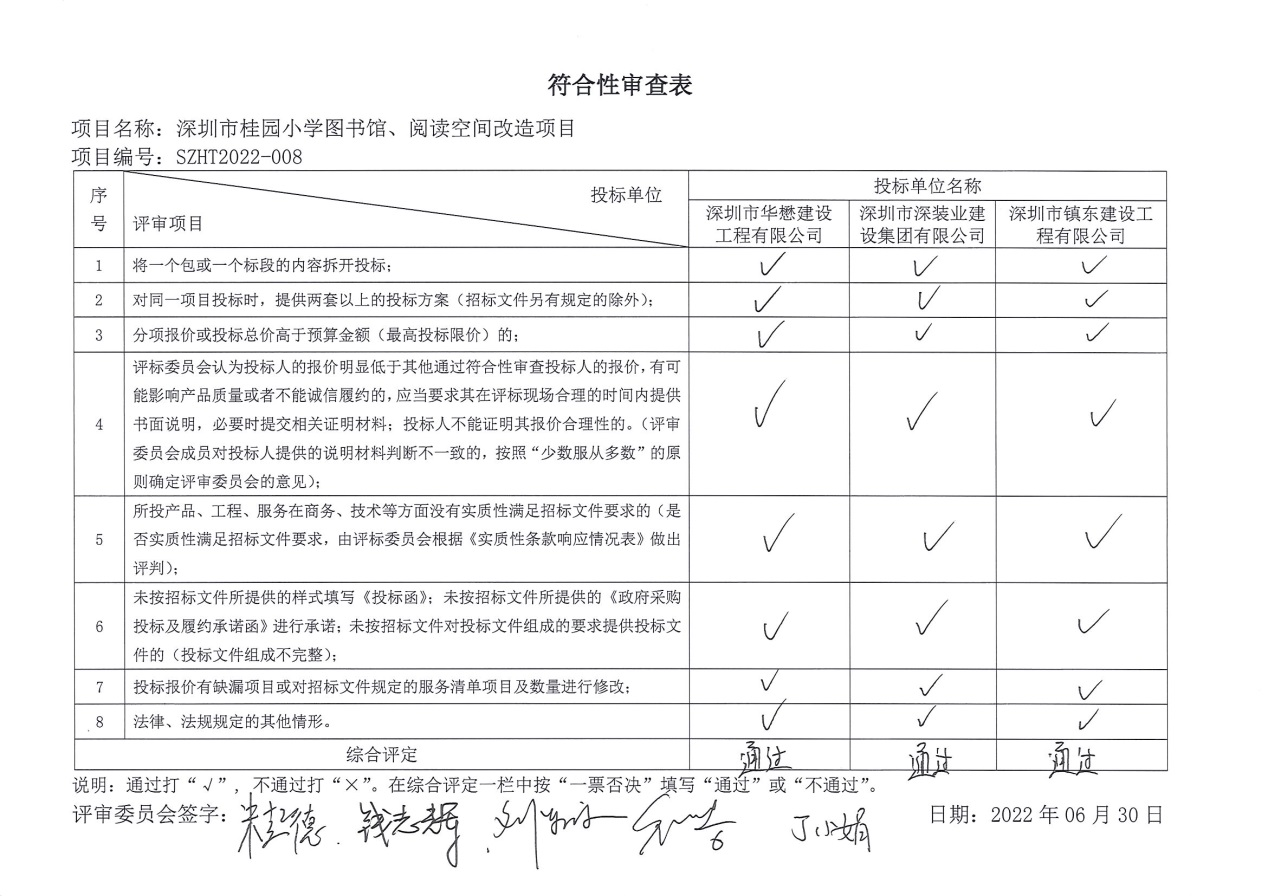 符合性审查表
项目名称：深圳市桂园小学图书馆、阅读空间改造项目
项目编号：SZHT2022-008
序号
投标单位
评审项目
投标单位名称
深圳市华懋建设
工程有限公司
深圳市深装业建
设集团有限公司
深圳市镇东建设工
程有限公司
1 将一个包或一个标段的内容拆开投标； ✓ ✓ ✓
2 对同一项目投标时，提供两套以上的投标方案（招标文件另有规定的除外）； ✓ ✓ ✓
3 分项报价或投标总价高于预算金额（最高投标限价）的； ✓ ✓ ✓
评标委员会认为投标人的报价明显低于其他通过符合性审查投标人的报价，有可
能影响产品质量或者不能诚信履约的，应当要求其在评标现场合理的时间内提供
4 书面说明，必要时提交相关证明材料；投标人不能证明其报价合理性的。（评审 ✓ ✓ ✓
委员会成员对投标人提供的说明材料判断不一致的，按照“少数服从多数”的原
则确定评审委员会的意见）；
所投产品、工程、服务在商务、技术等方面没有实质性满足招标文件要求的（是
5 否实质性满足招标文件要求，由评标委员会根据《实质性条款响应情况表》做出 ✓ ✓ ✓
评判）；
未按招标文件所提供的样式填写《投标函》；未按招标文件所提供的《政府采购
6 投标及履约承诺函》进行承诺；未按招标文件对投标文件组成的要求提供投标文 ✓ ✓ ✓
件的（投标文件组成不完整）；
7 投标报价有缺漏项目或对招标文件规定的服务清单项目及数量进行修改； ✓ ✓ ✓
8 法律、法规规定的其他情形。 ✓ ✓ ✓
综合评定 通过 通过 通过
说明：通过打“√”，不通过打“×”。在综合评定一栏中按“一票否决”填写“通过”或“不通过”。
评审委员会签字： 钱志辉 丁小娟 日期：2022 年 06 月 30 日